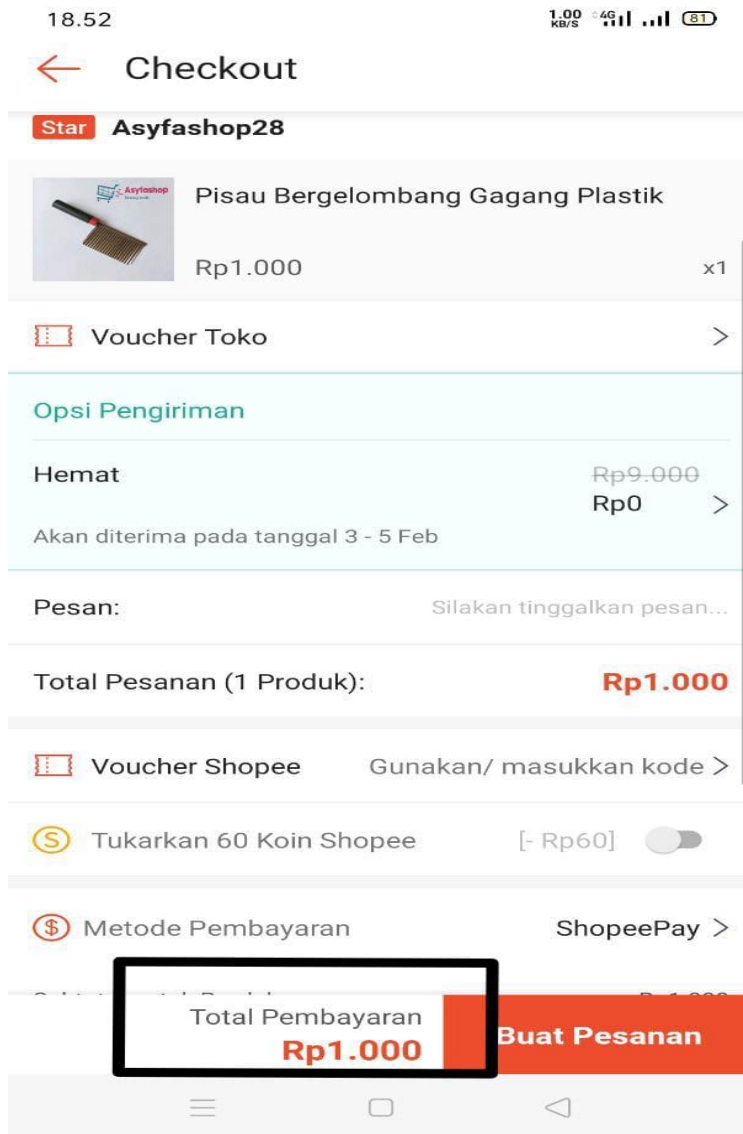 18.52
1.00 KB/S 4G 81
Checkout
Star Asyfashop28
Asyfashop
Pisau Bergelombang Gagang Plastik
Rp1.000 x1
Voucher Toko
Opsi Pengiriman
Hemat Rp9.000
Rp0
Akan diterima pada tanggal 3 - 5 Feb
Pesan: Silakan tinggalkan pesan...
Total Pesanan (1 Produk): Rp1.000
Voucher Shopee Gunakan/ masukkan kode
S Tukarkan 60 Koin Shopee [- Rp60]
$ Metode Pembayaran ShopeePay
Total Pembayaran
Rp1.000
Buat Pesanan